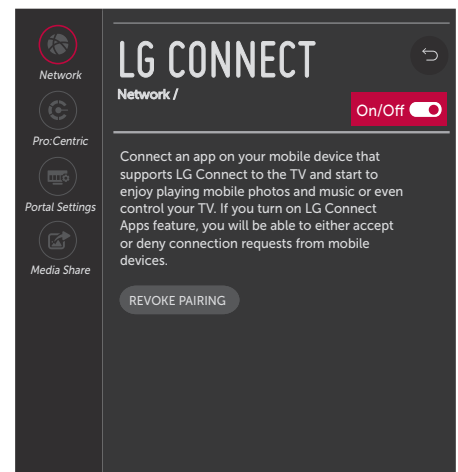 Network
Pro:Centric
Portal Settings
Media Share
LG CONNECT
Network /
On/Off
Connect an app on your mobile device that
supports LG Connect to the TV and start to
enjoy playing mobile photos and music or even
control your TV. If you turn on LG Connect
Apps feature, you will be able to either accept
or deny connection requests from mobile
devices.
REVOKE PAIRING